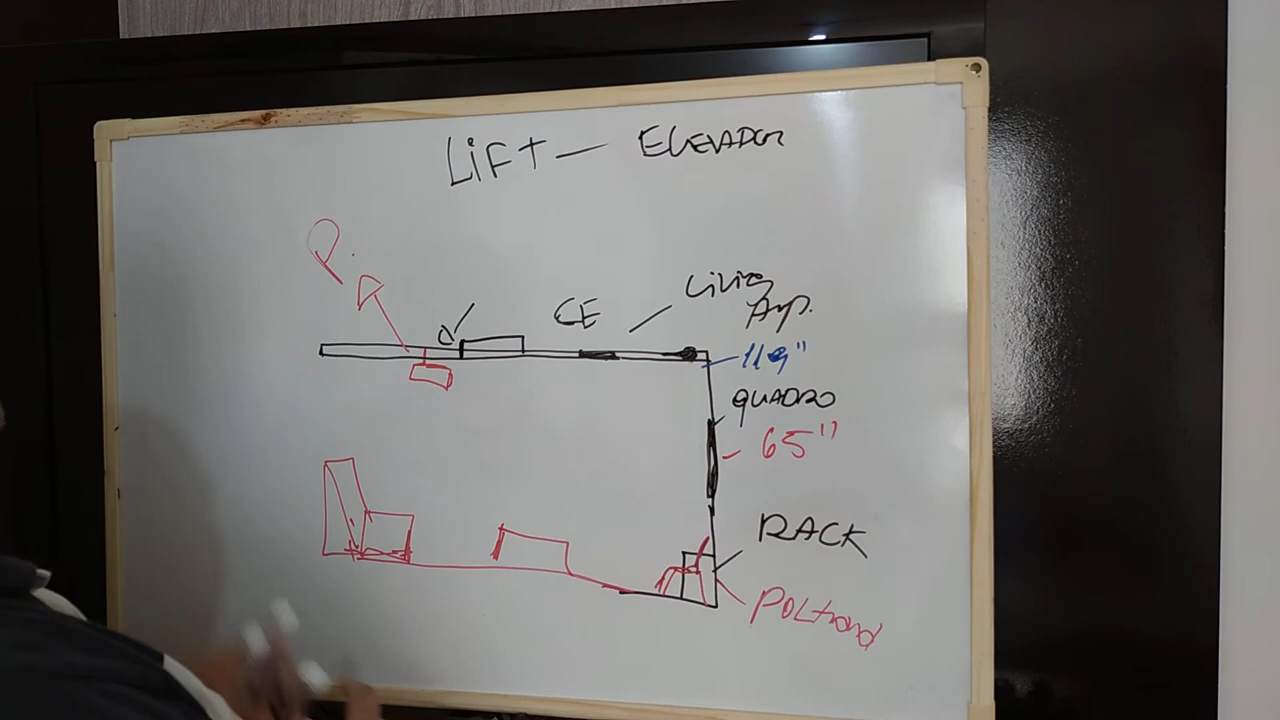 LiFT — ELEVADOR
P.
CE
Living
Amp.
119"
QUADRO
65"
RACK
POLtrona